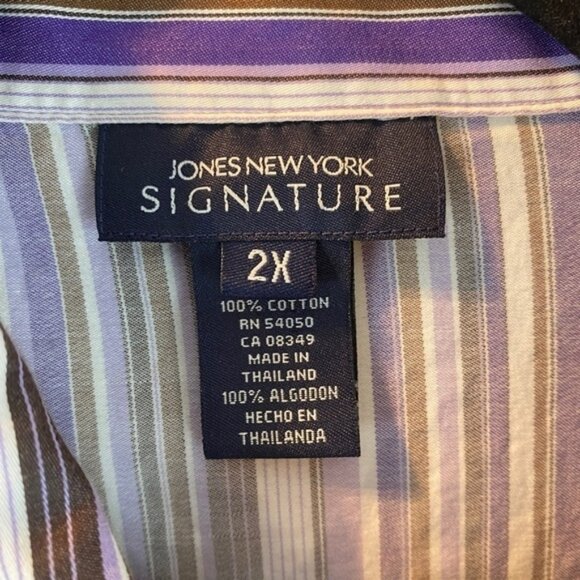 JONES NEW YORK
SIGNATURE
2X
100% COTTON
RN 54050
CA 08349
MADE IN
THAILAND
100% ALGODON
HECHO EN
THAILANDA